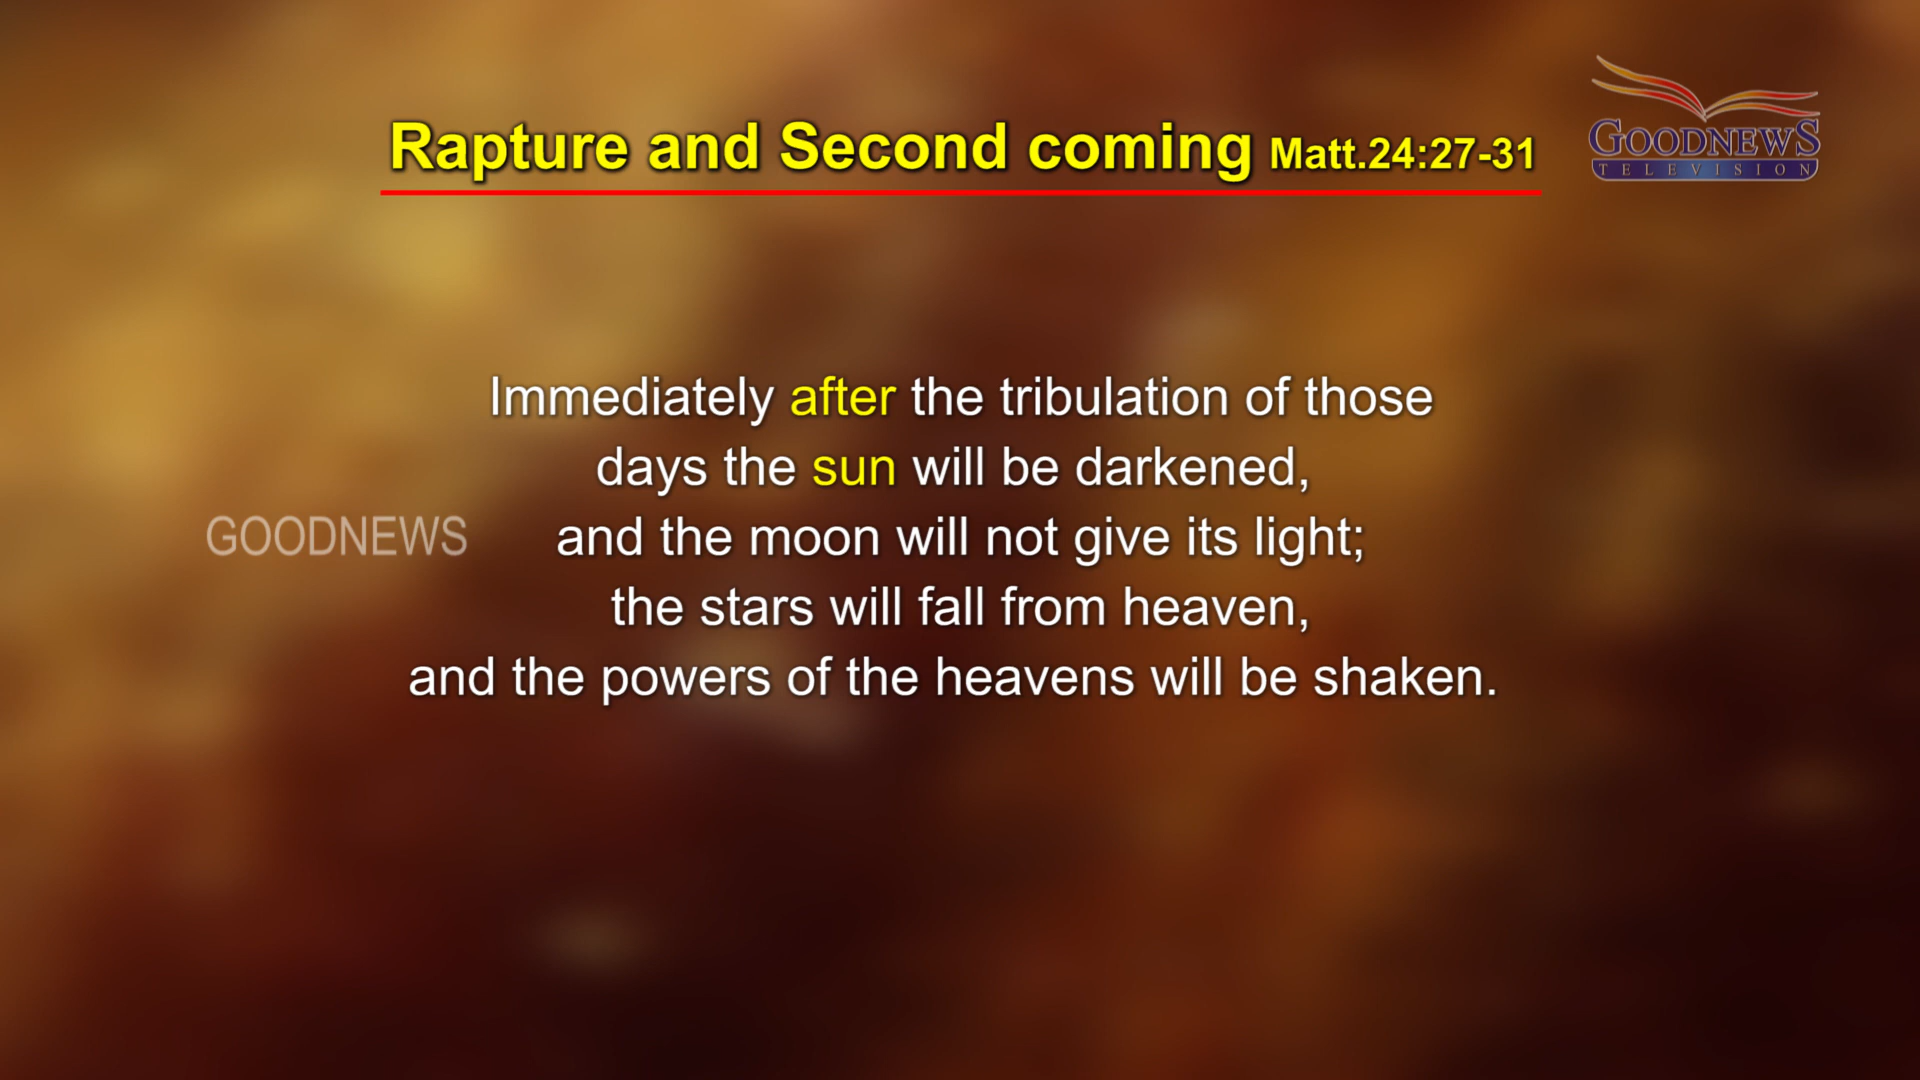 Rapture and Second coming Matt.24:27-31
GOODNEWS
TELEVISION
Immediately after the tribulation of those
days the sun will be darkened,
GOODNEWS
and the moon will not give its light;
the stars will fall from heaven,
and the powers of the heavens will be shaken.